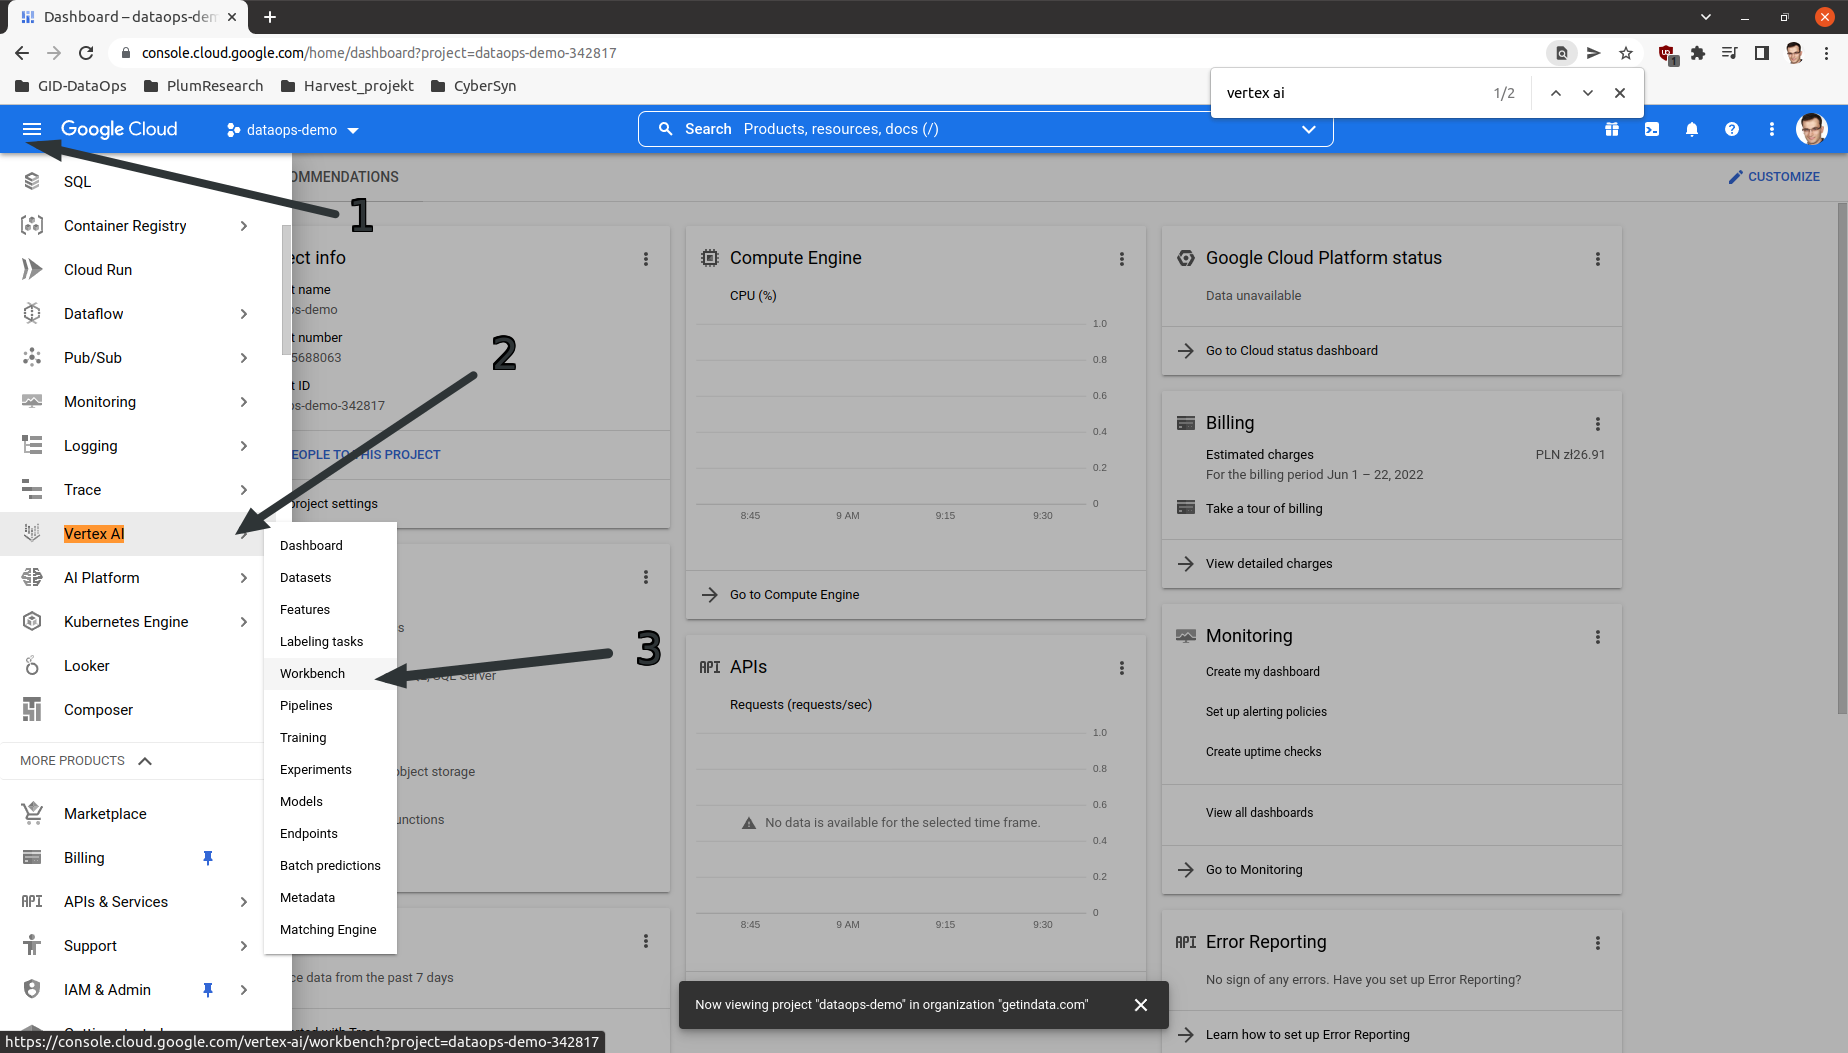 Dashboard – dataops-dem
console.cloud.google.com/home/dashboard?project=dataops-demo-342817
1
GID-DataOps
PlumResearch
Harvest_projekt
CyberSyn
vertex ai
1/2
Google Cloud
dataops-demo
Search Products, resources, docs (/)
SQL
Container Registry
Cloud Run
Dataflow
Pub/Sub
Monitoring
Logging
Trace
Vertex AI
AI Platform
Kubernetes Engine
Looker
Composer
MORE PRODUCTS
Marketplace
Billing
API APIs & Services
Support
IAM & Admin
https://console.cloud.google.com/vertex-ai/workbench?project=dataops-demo-342817
Dashboard
Datasets
Features
Labeling tasks
Workbench
Pipelines
Training
Experiments
Models
Endpoints
Batch predictions
Metadata
Matching Engine
1
2
3
OMMENDATIONS
CUSTOMIZE
ect info
t name
ps-demo
t number
5688063
t ID
ps-demo-342817
EOPLE TO THIS PROJECT
project settings
s
SQL Server
object storage
unctions
ce data from the past 7 days
Compute Engine
CPU (%)
1.0
0.8
0.6
0.4
0.2
0
8:45 9 AM 9:15 9:30
Go to Compute Engine
API APIs
Requests (requests/sec)
1.0
0.8
0.6
No data is available for the selected time frame.
0.4
0.2
0
8:45 9 AM 9:15 9:30
Now viewing project "dataops-demo" in organization "getindata.com"
Google Cloud Platform status
Data unavailable
Go to Cloud status dashboard
Billing
Estimated charges PLN zł26.91
For the billing period Jun 1 – 22, 2022
Take a tour of billing
View detailed charges
Monitoring
Create my dashboard
Set up alerting policies
Create uptime checks
View all dashboards
Go to Monitoring
API Error Reporting
No sign of any errors. Have you set up Error Reporting?
Learn how to set up Error Reporting